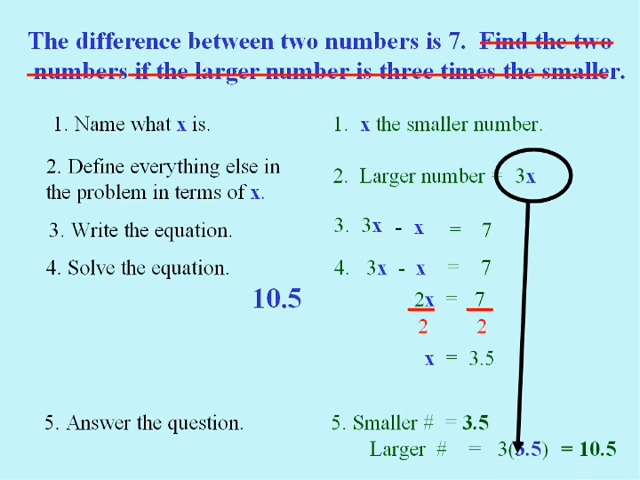 The difference between two numbers is 7. Find the two
numbers if the larger number is three times the smaller.
1. Name what x is.
1. x the smaller number.
2. Define everything else in
the problem in terms of x.
2. Larger number = 3x
3. Write the equation.
3. 3x - x = 7
4. Solve the equation.
4. 3x - x = 7
10.5
2x = 7
2 2
x = 3.5
5. Answer the question.
5. Smaller # = 3.5
Larger # = 3(3.5) = 10.5